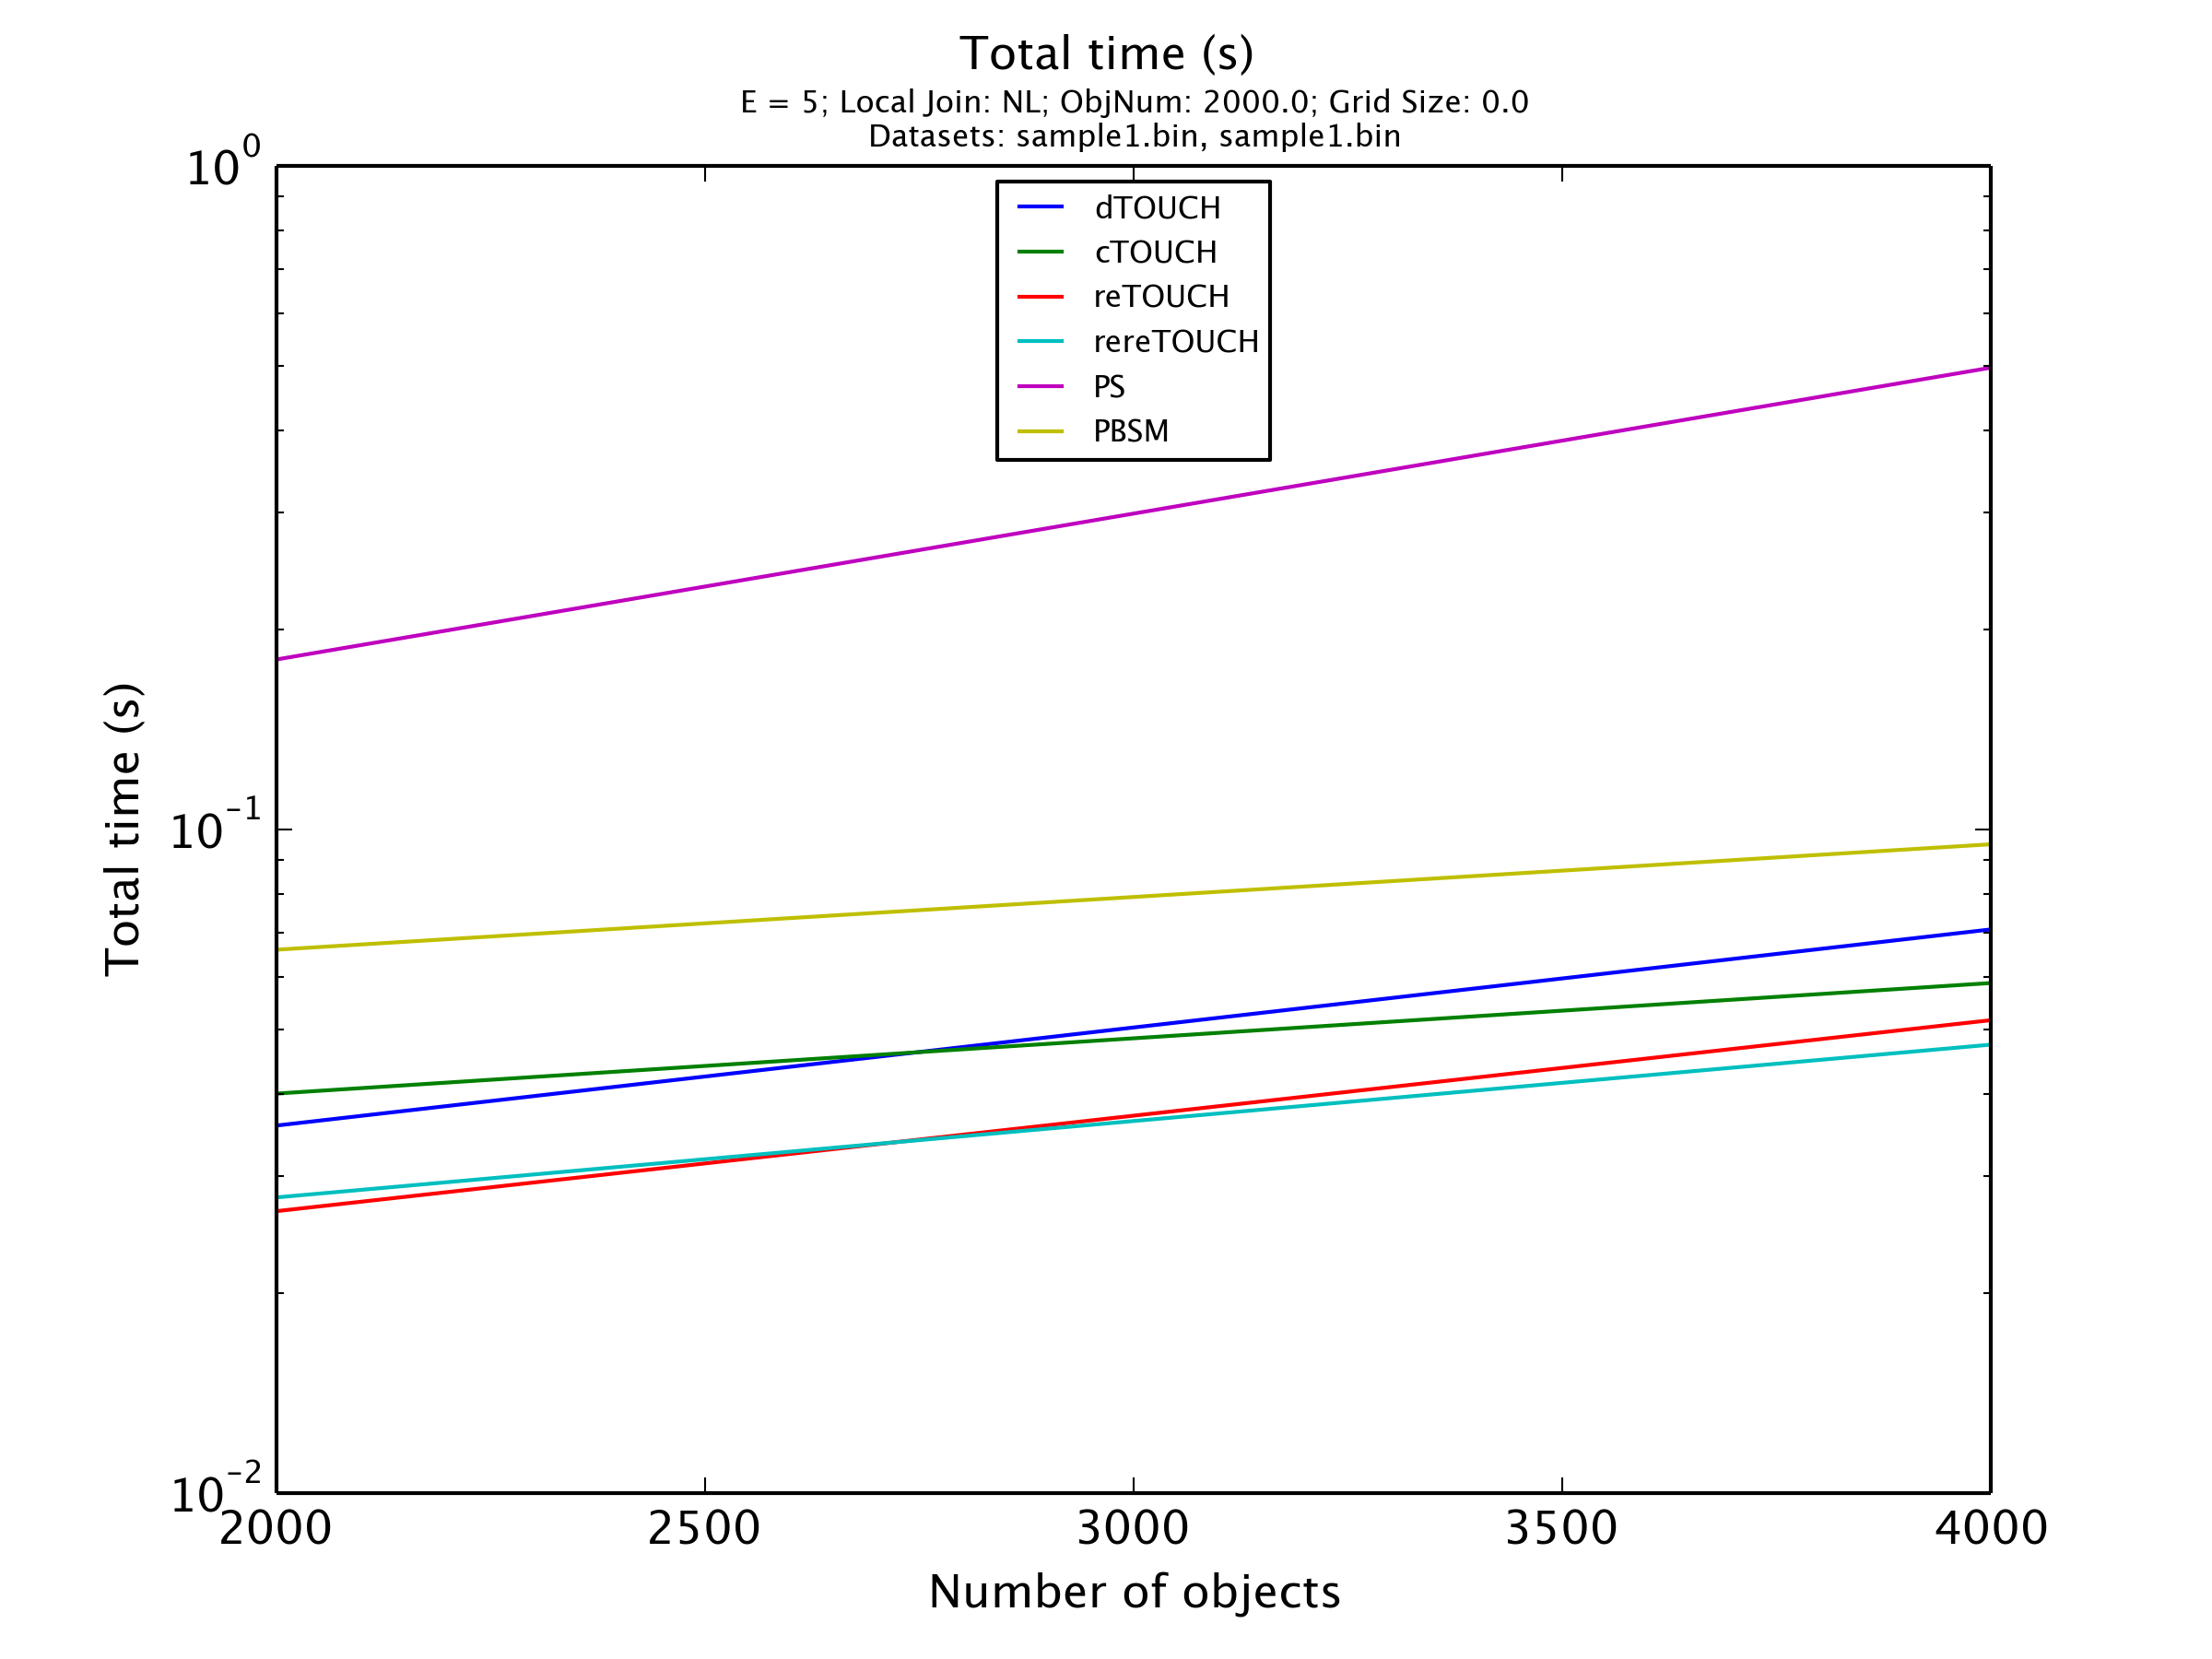 Total time (s)
E = 5; Local Join: NL; ObjNum: 2000.0; Grid Size: 0.0
Datasets: sample1.bin, sample1.bin
10^0
dTOUCH
cTOUCH
reTOUCH
rereTOUCH
PS
PBSM
Total time (s)
10^-1
10^-2
2000 2500 3000 3500 4000
Number of objects